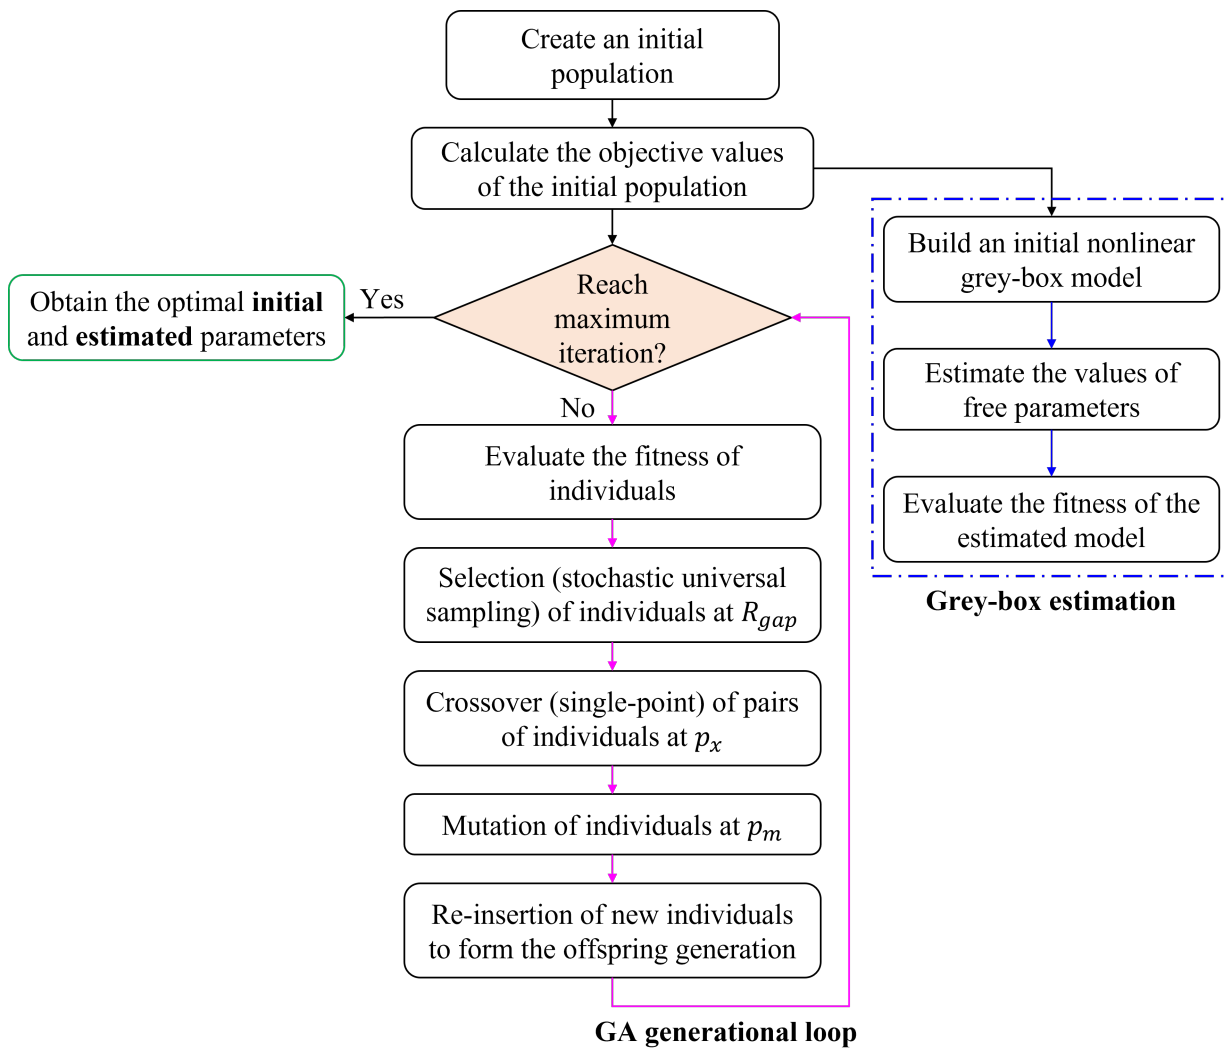 Create an initial
population
Calculate the objective values
of the initial population
Reach
maximum
iteration?
Yes
Obtain the optimal initial
and estimated parameters
No
Evaluate the fitness of
individuals
Selection (stochastic universal
sampling) of individuals at R_gap
Crossover (single-point) of pairs
of individuals at p_x
Mutation of individuals at p_m
Re-insertion of new individuals
to form the offspring generation
GA generational loop
Build an initial nonlinear
grey-box model
Estimate the values of
free parameters
Evaluate the fitness of the
estimated model
Grey-box estimation